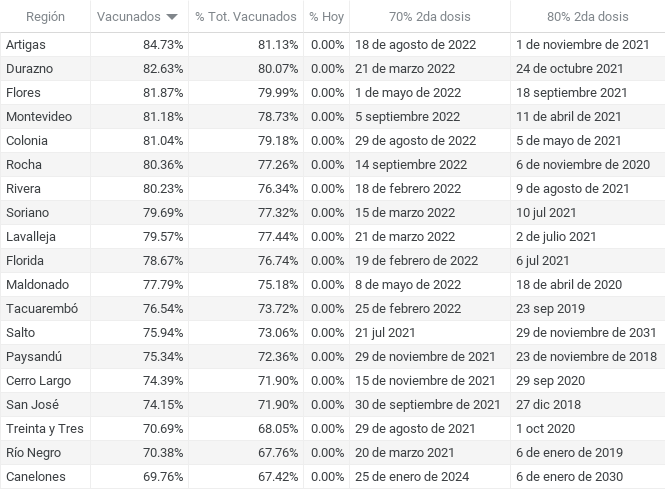 Región Vacunados % Tot. Vacunados % Hoy 70% 2da dosis 80% 2da dosis
Artigas 84.73% 81.13% 0.00% 18 de agosto de 2022 1 de noviembre de 2021
Durazno 82.63% 80.07% 0.00% 21 de marzo 2022 24 de octubre 2021
Flores 81.87% 79.99% 0.00% 1 de mayo de 2022 18 septiembre 2021
Montevideo 81.18% 78.73% 0.00% 5 septiembre 2022 11 de abril de 2021
Colonia 81.04% 79.18% 0.00% 29 de agosto de 2022 5 de mayo de 2021
Rocha 80.36% 77.26% 0.00% 14 septiembre 2022 6 de noviembre de 2020
Rivera 80.23% 76.34% 0.00% 18 de febrero 2022 9 de agosto de 2021
Soriano 79.69% 77.32% 0.00% 15 de marzo de 2022 10 jul 2021
Lavalleja 79.57% 77.44% 0.00% 21 de marzo 2022 2 de julio 2021
Florida 78.67% 76.74% 0.00% 19 de febrero de 2022 6 jul 2021
Maldonado 77.79% 75.18% 0.00% 8 de mayo de 2022 18 de abril de 2020
Tacuarembó 76.54% 73.72% 0.00% 25 de febrero 2022 23 sep 2019
Salto 75.94% 73.06% 0.00% 21 jul 2021 29 de noviembre de 2031
Paysandú 75.34% 72.36% 0.00% 29 de noviembre de 2021 23 de noviembre de 2018
Cerro Largo 74.39% 71.90% 0.00% 15 de noviembre de 2021 29 sep 2020
San José 74.15% 71.90% 0.00% 30 de septiembre de 2021 27 dic 2018
Treinta y Tres 70.69% 68.05% 0.00% 29 de agosto de 2021 1 oct 2020
Río Negro 70.38% 67.76% 0.00% 20 de marzo 2021 6 de enero de 2019
Canelones 69.76% 67.42% 0.00% 25 de enero de 2024 6 de enero de 2030